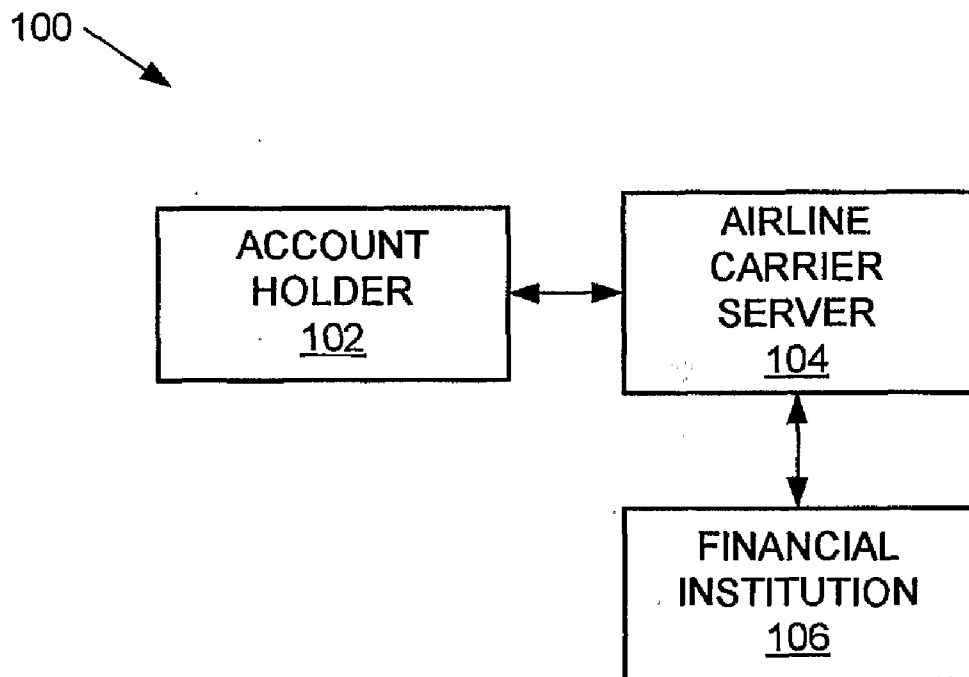 100
ACCOUNT
HOLDER
102
AIRLINE
CARRIER
SERVER
104
FINANCIAL
INSTITUTION
106